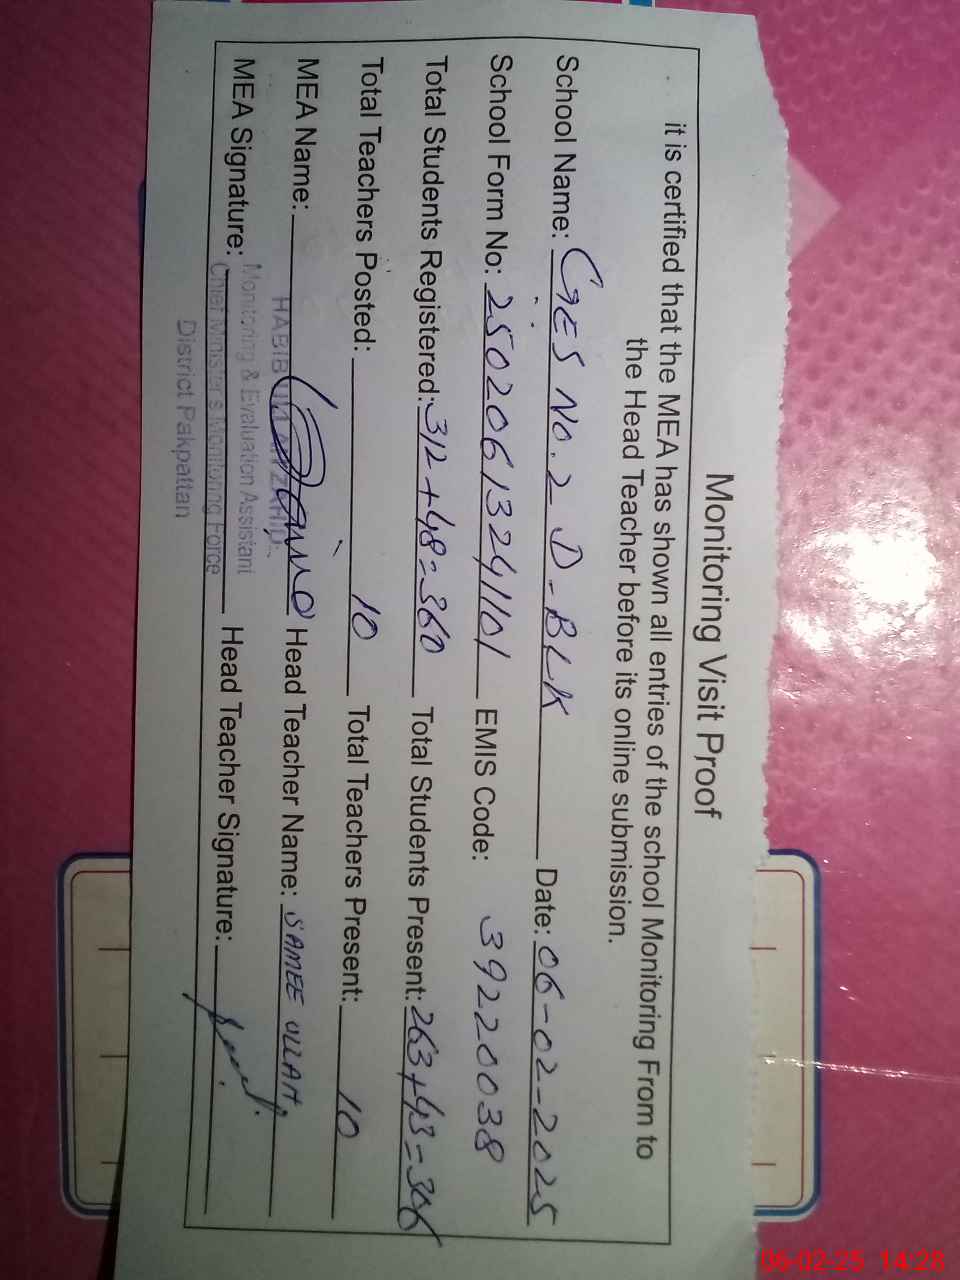 Monitoring Visit Proof
it is certified that the MEA has shown all entries of the school Monitoring From to
the Head Teacher before its online submission.
School Name: GES No. 2 D-BLK Date: 06-02-2025
School Form No: 25020613241101 EMIS Code: 39220038
Total Students Registered: 312+48=360 Total Students Present: 263+43=306
Total Teachers Posted: 10 Total Teachers Present: 10
MEA Name: Head Teacher Name: SAMEE ULLAH
HABIB
Monitoring & Evaluation Assistant
MEA Signature: Head Teacher Signature:
Chief Minister's Monitoring Force
District Pakpattan
06-02-25 14:28